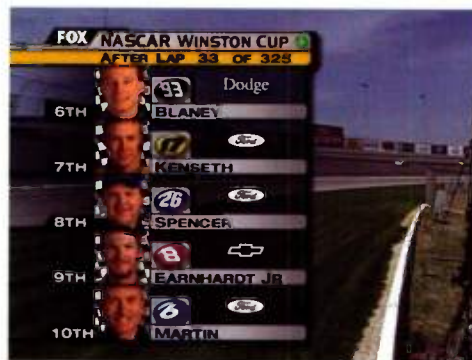 FOX NASCAR WINSTON CUP
AFTER LAP 33 OF 325
93 Dodge
6TH BLANEY
17 Ford
7TH KENSETH
26 Ford
8TH SPENCER
8
9TH EARNHARDT JR.
6 Ford
10TH MARTIN